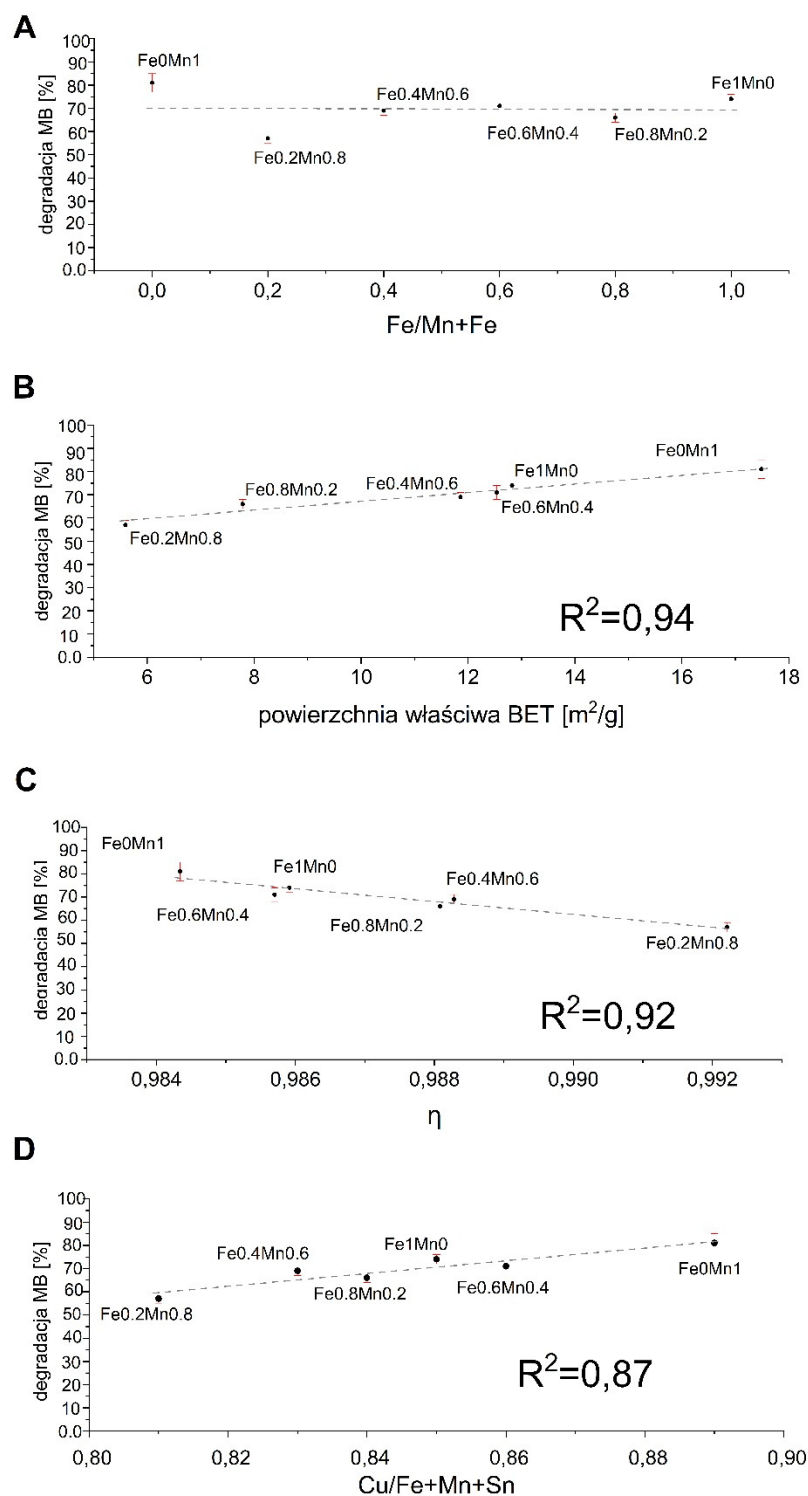 A
degradacja MB [%]
100
90
80
70
60
50
40
30
20
10
0.0
Fe0Mn1
Fe0.2Mn0.8
Fe0.4Mn0.6
Fe0.6Mn0.4
Fe0.8Mn0.2
Fe1Mn0
0,0 0,2 0,4 0,6 0,8 1,0
Fe/Mn+Fe
B
degradacja MB [%]
100
90
80
70
60
50
40
30
20
10
0.0
Fe0.2Mn0.8
Fe0.8Mn0.2
Fe0.4Mn0.6
Fe1Mn0
Fe0.6Mn0.4
Fe0Mn1
R²=0,94
6 8 10 12 14 16 18
powierzchnia właściwa BET [m²/g]
C
degradacja MB [%]
100
90
80
70
60
50
40
30
20
10
0.0
Fe0Mn1
Fe0.6Mn0.4
Fe1Mn0
Fe0.8Mn0.2
Fe0.4Mn0.6
Fe0.2Mn0.8
R²=0,92
0,984 0,986 0,988 0,990 0,992
η
D
degradacja MB [%]
100
90
80
70
60
50
40
30
20
10
0.0
Fe0.2Mn0.8
Fe0.4Mn0.6
Fe0.8Mn0.2
Fe1Mn0
Fe0.6Mn0.4
Fe0Mn1
R²=0,87
0,80 0,82 0,84 0,86 0,88 0,90
Cu/Fe+Mn+Sn